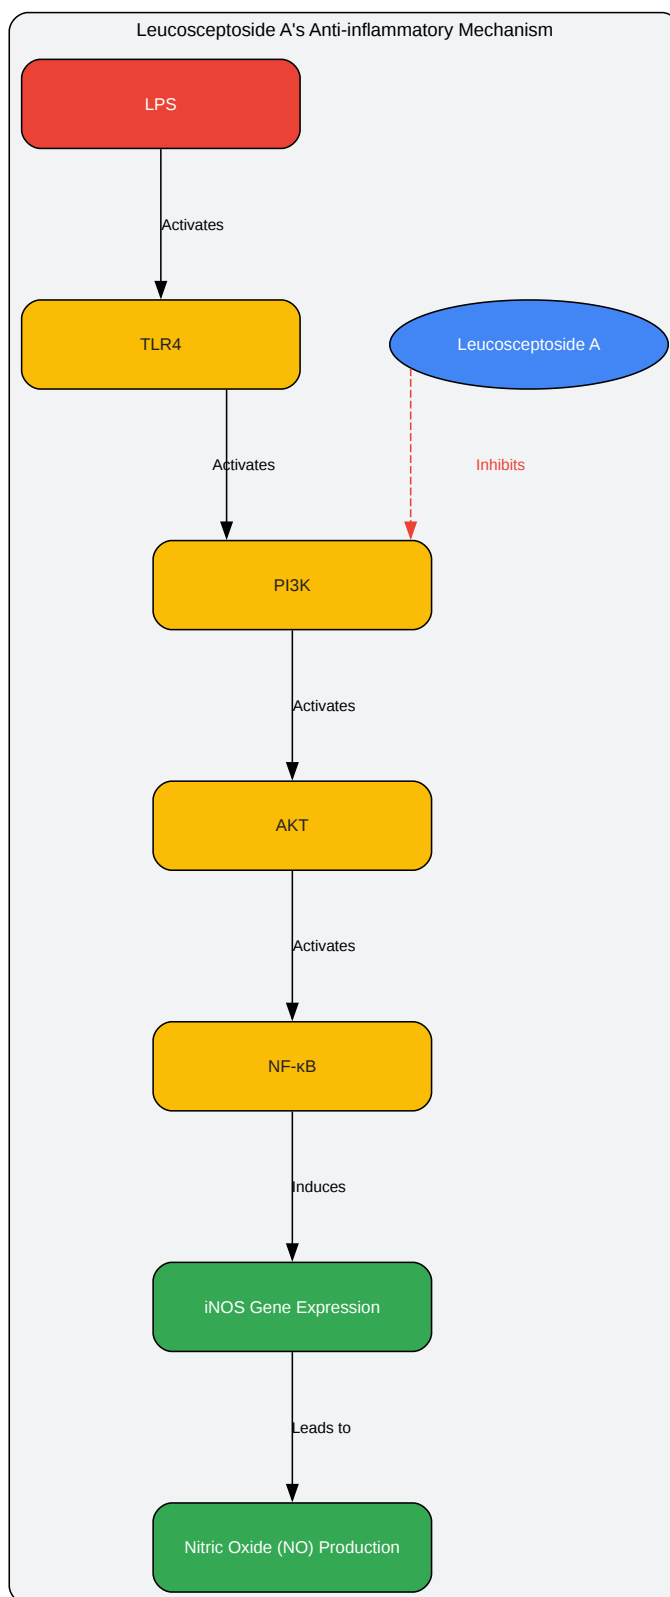 Leucosceptoside A's Anti-inflammatory Mechanism
LPS
Activates
TLR4
Leucosceptoside A
Activates
Inhibits
PI3K
Activates
AKT
Activates
NF-κB
Induces
iNOS Gene Expression
Leads to
Nitric Oxide (NO) Production